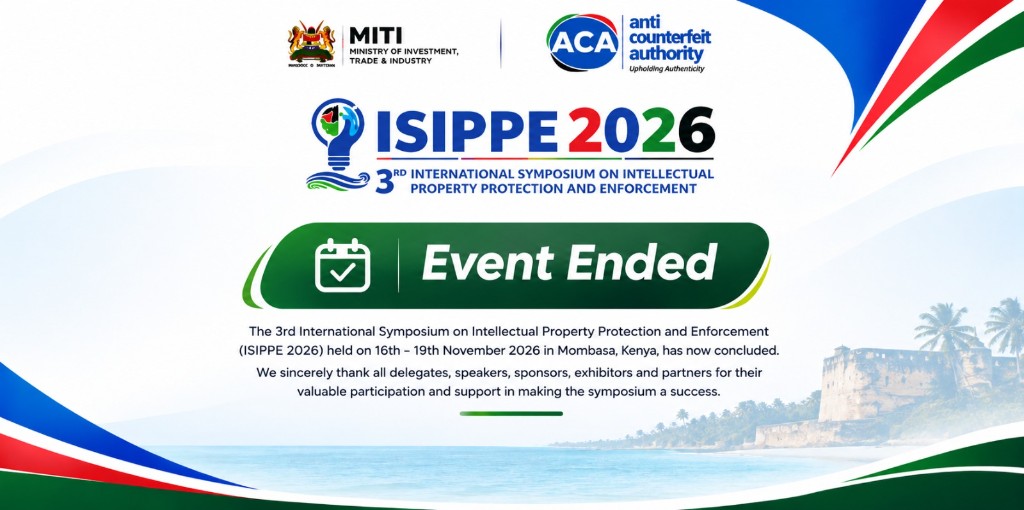 MITI
MINISTRY OF INVESTMENT,
TRADE & INDUSTRY
ACA
anti
counterfeit
authority
Upholding Authenticity
ISIPPE 2026
3RD INTERNATIONAL SYMPOSIUM ON INTELLECTUAL
PROPERTY PROTECTION AND ENFORCEMENT
Event Ended
The 3rd International Symposium on Intellectual Property Protection and Enforcement
(ISIPPE 2026) held on 16th – 19th November 2026 in Mombasa, Kenya, has now concluded.
We sincerely thank all delegates, speakers, sponsors, exhibitors and partners for their
valuable participation and support in making the symposium a success.